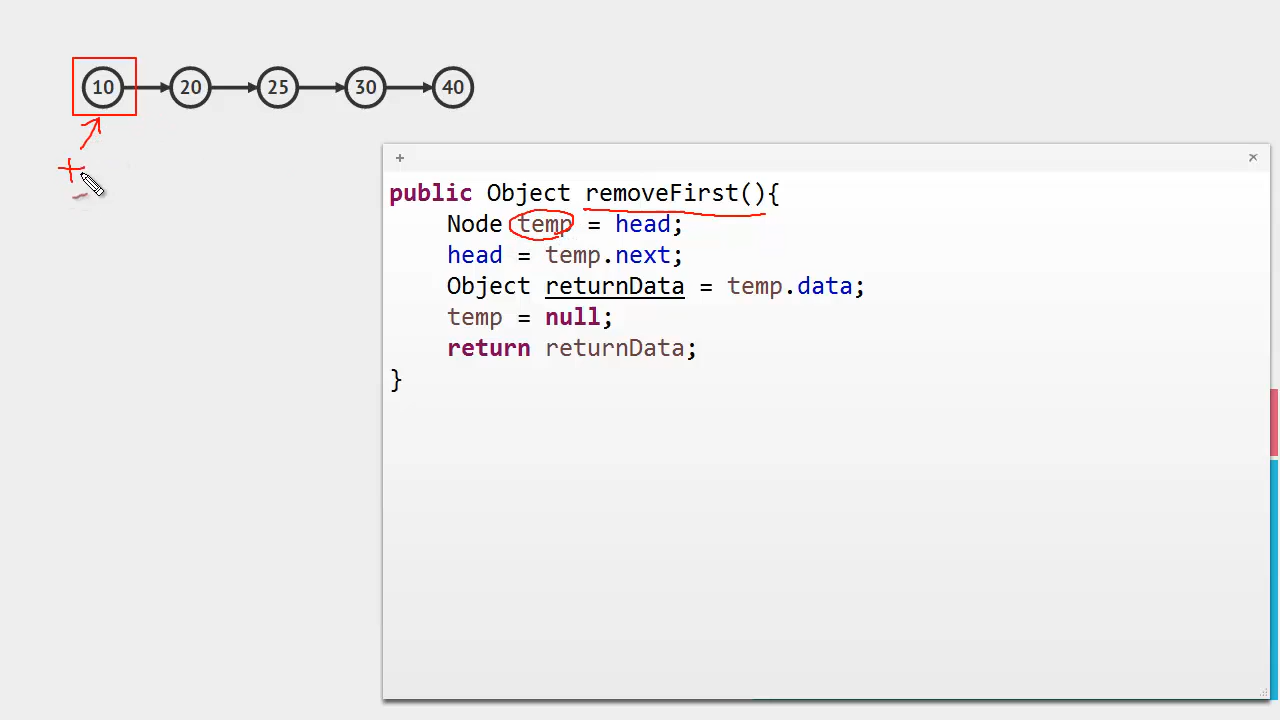 10 20 25 30 40
+
public Object removeFirst(){
Node temp = head;
head = temp.next;
Object returnData = temp.data;
temp = null;
return returnData;
}